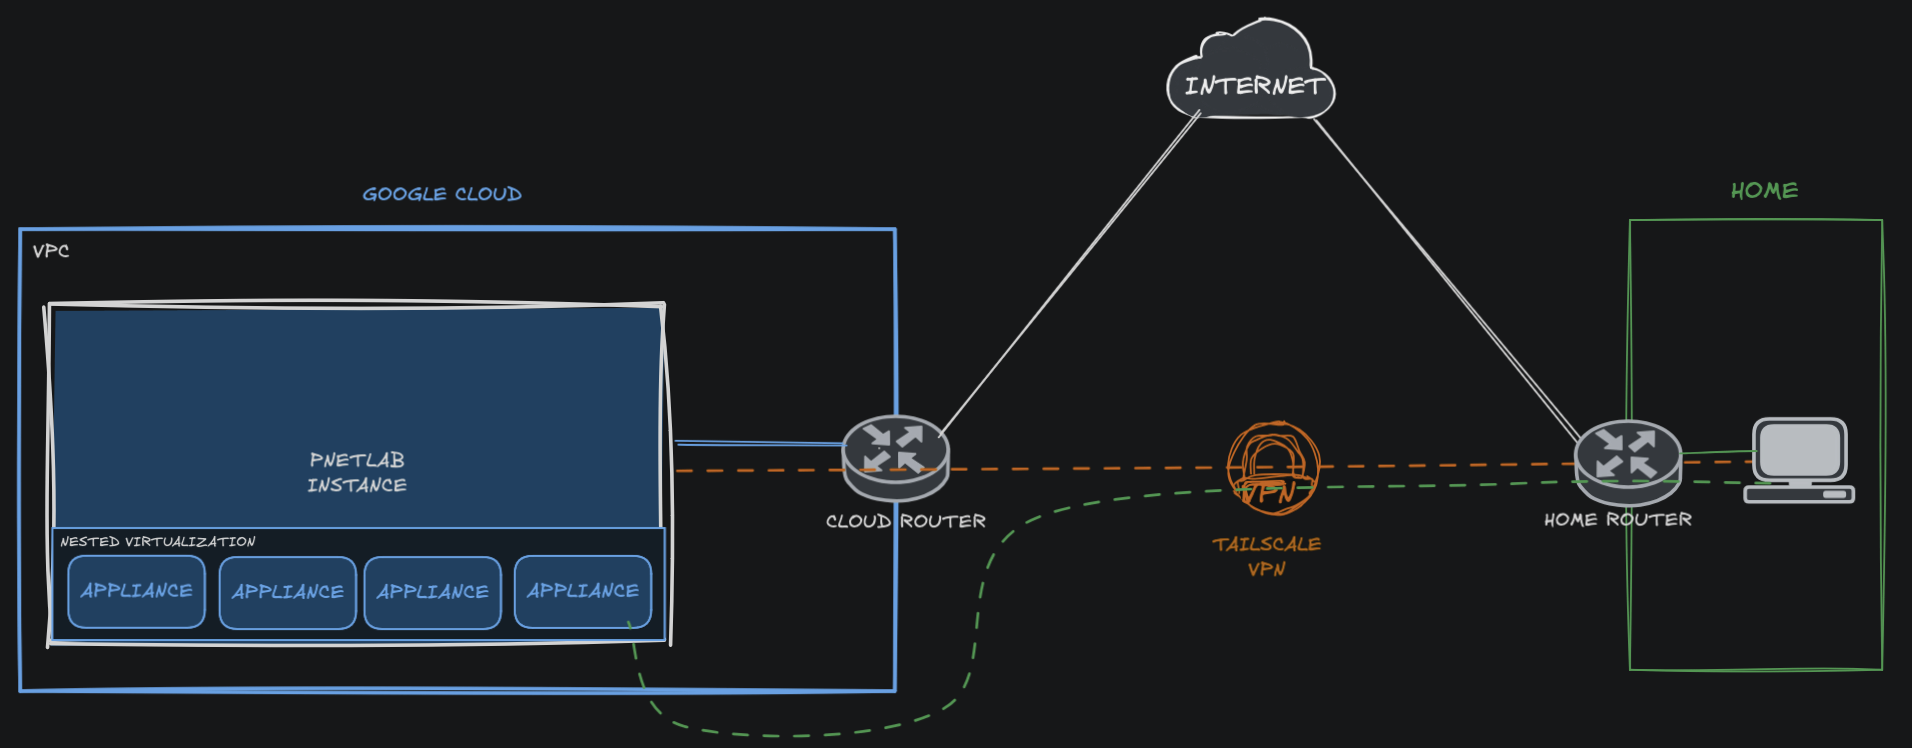 INTERNET
GOOGLE CLOUD
HOME
VPC
PNETLAB
INSTANCE
CLOUD ROUTER
VPN
HOME ROUTER
NESTED VIRTUALIZATION
TAILSCALE
VPN
APPLIANCE
APPLIANCE
APPLIANCE
APPLIANCE